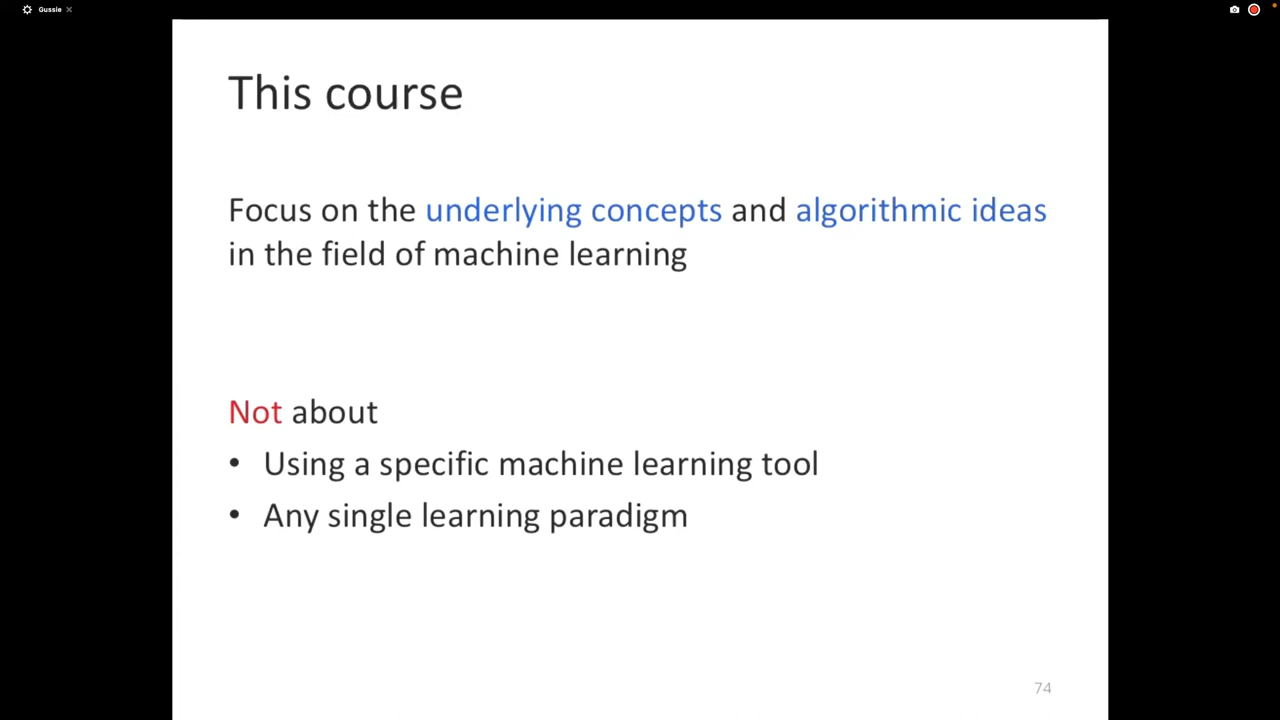 Gussie
This course
Focus on the underlying concepts and algorithmic ideas
in the field of machine learning
Not about
• Using a specific machine learning tool
• Any single learning paradigm
74